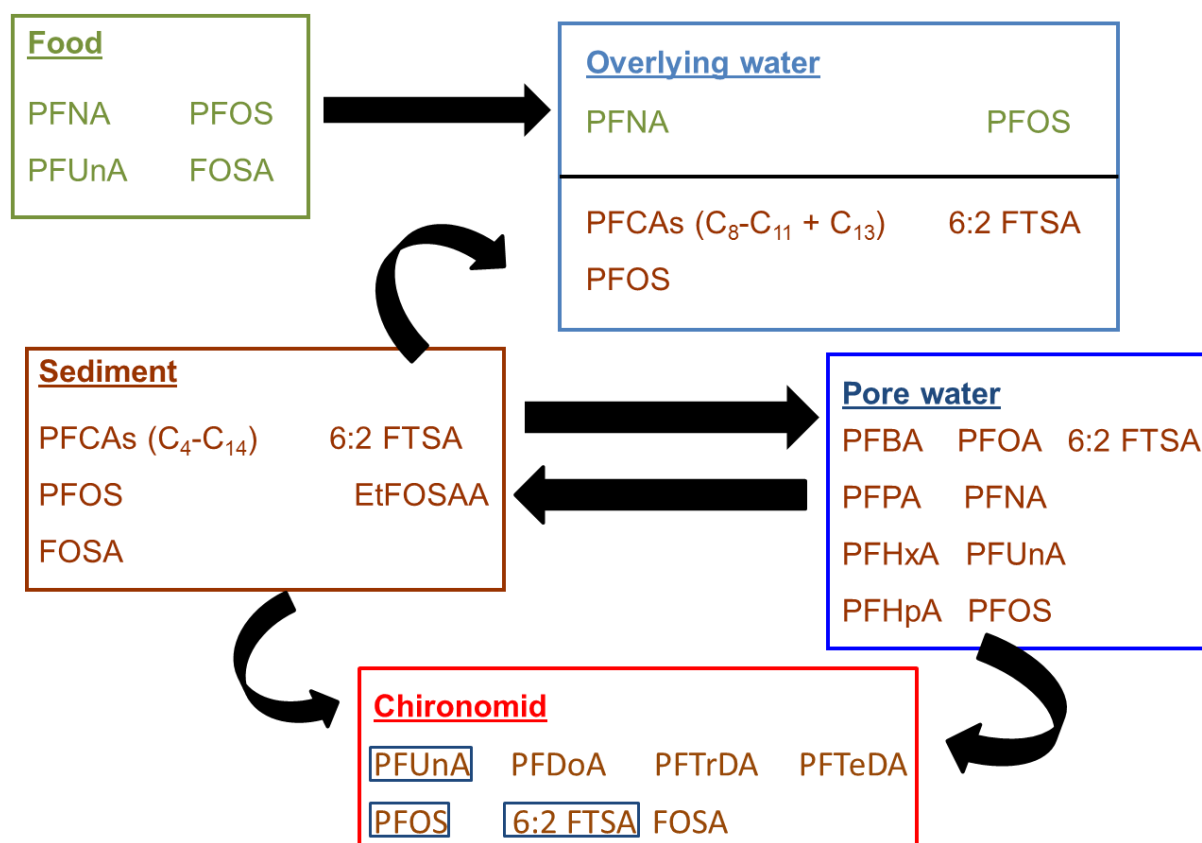 Food
PFNA PFOS
PFUnA FOSA
Overlying water
PFNA PFOS
PFCAs (C₈-C₁₁ + C₁₃) 6:2 FTSA
PFOS
Sediment
PFCAs (C₄-C₁₄) 6:2 FTSA
PFOS EtFOSAA
FOSA
Pore water
PFBA PFOA 6:2 FTSA
PFPA PFNA
PFHxA PFUnA
PFHpA PFOS
Chironomid
PFUnA PFDoA PFTrDA PFTeDA
PFOS 6:2 FTSA FOSA